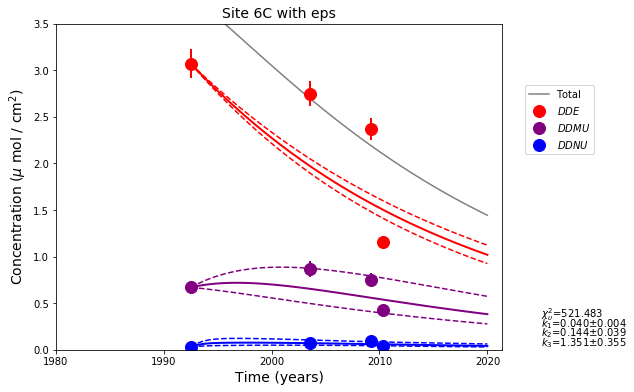 Site 6C with eps
3.5
3.0
2.5
2.0
1.5
1.0
0.5
0.0
Concentration (μ mol / cm²)
1980
1990
2000
2010
2020
Time (years)
Total
DDE
DDMU
DDNU
χ²ᵤ=521.483
k₁=0.040±0.004
k₂=0.144±0.039
k₃=1.351±0.355